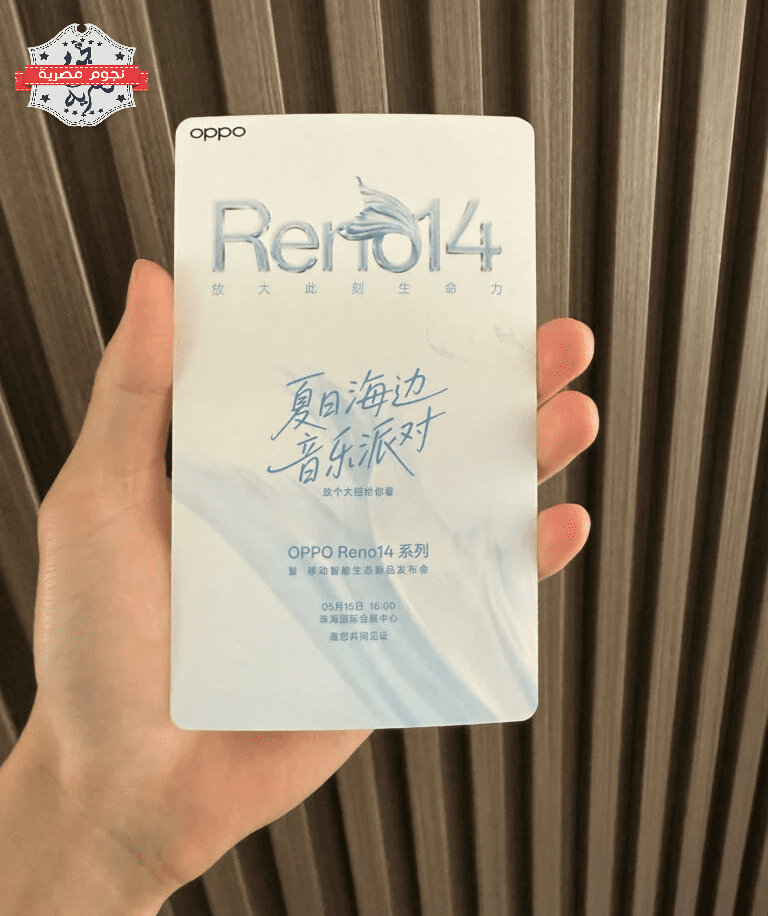 نجوم مصرية
oppo
Reno14
放大此刻生命力
夏日海边
音乐派对
放个大招给你看
OPPO Reno14 系列
暨 移动智能生态新品发布会
05月15日 16:00
珠海国际会展中心
邀您共同见证